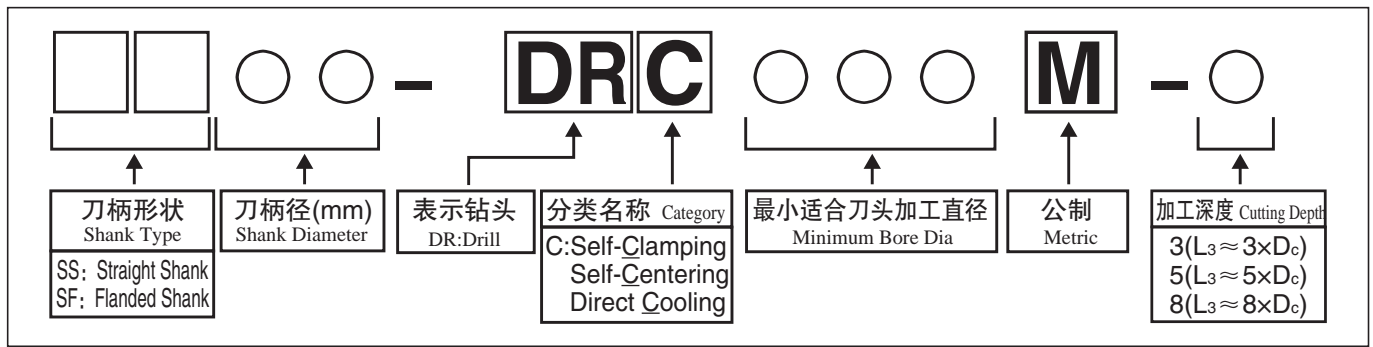 - DRC M -
刀柄形状
Shank Type
SS: Straight Shank
SF: Flanded Shank
刀柄径(mm)
Shank Diameter
表示钻头
DR:Drill
分类名称 Category
C:Self-Clamping
Self-Centering
Direct Cooling
最小适合刀头加工直径
Minimum Bore Dia
公制
Metric
加工深度 Cutting Depth
3(L₃≈3×Dc)
5(L₃≈5×Dc)
8(L₃≈8×Dc)